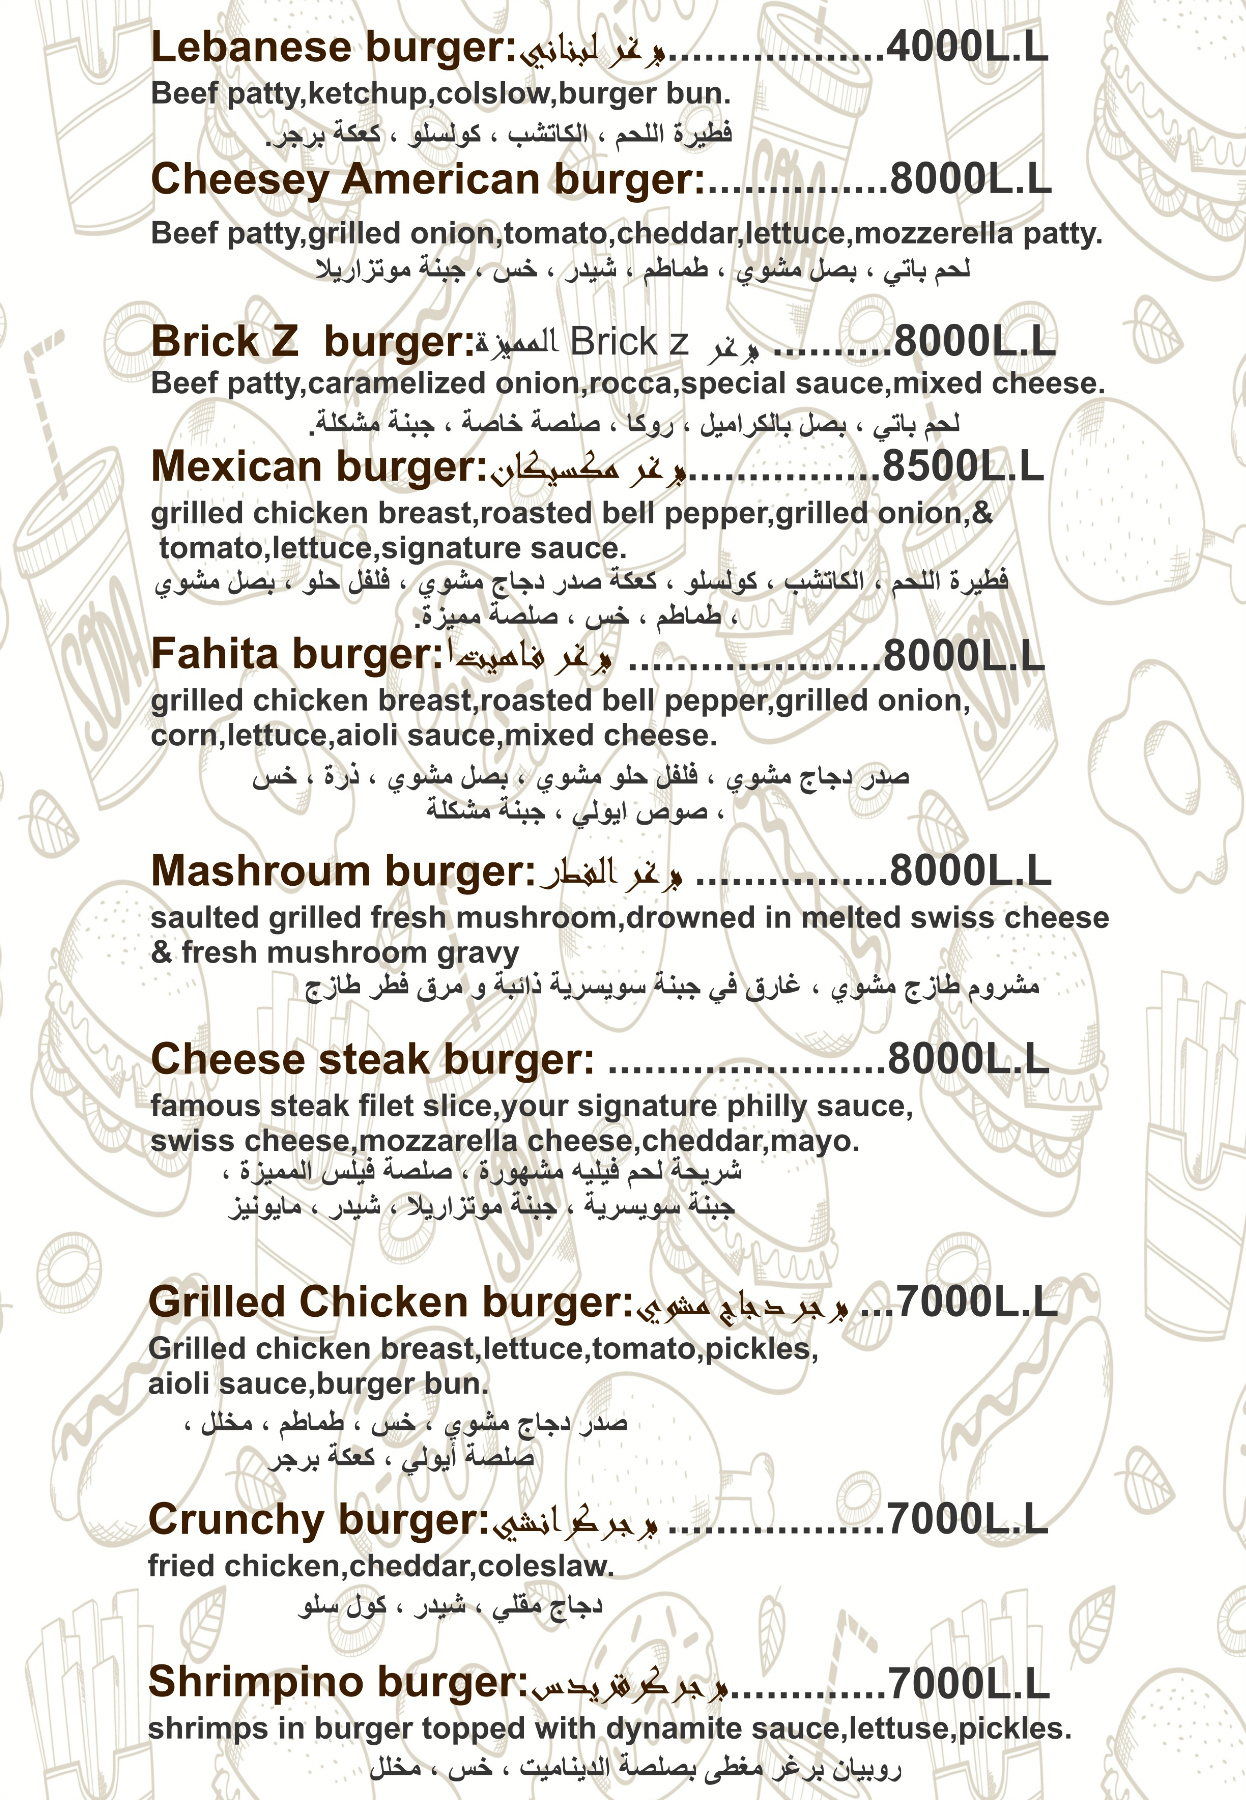 Lebanese burger:برغر لبناني..................4000L.L
Beef patty,ketchup,colslow,burger bun.
فطيرة اللحم ، الكاتشب ، كولسلو ، كعكة برجر.
Cheesey American burger:...............8000L.L
Beef patty,grilled onion,tomato,cheddar,lettuce,mozzerella patty.
لحم باتي ، بصل مشوي ، طماطم ، شيدر ، خس ، جبنة موتزاريلا
Brick Z  burger:برغر Brick z المميزة ..........8000L.L
Beef patty,caramelized onion,rocca,special sauce,mixed cheese.
لحم باتي ، بصل بالكراميل ، روكا ، صلصة خاصة ، جبنة مشكلة.
Mexican burger:برغر مكسيكان................8500L.L
grilled chicken breast,roasted bell pepper,grilled onion,&
tomato,lettuce,signature sauce.
فطيرة اللحم ، الكاتشب ، كولسلو ، كعكة صدر دجاج مشوي ، فلفل حلو ، بصل مشوي
، طماطم ، خس ، صلصة مميزة.
Fahita burger:برغر فاهيتا .....................8000L.L
grilled chicken breast,roasted bell pepper,grilled onion,
corn,lettuce,aioli sauce,mixed cheese.
صدر دجاج مشوي ، فلفل حلو مشوي ، بصل مشوي ، ذرة ، خس
، صوص ايولي ، جبنة مشكلة
Mashroum burger:برغر الفطر ................8000L.L
saulted grilled fresh mushroom,drowned in melted swiss cheese
& fresh mushroom gravy
مشروم طازج مشوي ، غارق في جبنة سويسرية ذائبة و مرق فطر طازج
Cheese steak burger: .......................8000L.L
famous steak filet slice,your signature philly sauce,
swiss cheese,mozzarella cheese,cheddar,mayo.
شريحة لحم فيليه مشهورة ، صلصة فيلس المميزة ،
جبنة سويسرية ، جبنة موتزاريلا ، شيدر ، مايونيز
Grilled Chicken burger:برجر دجاج مشوي ...7000L.L
Grilled chicken breast,lettuce,tomato,pickles,
aioli sauce,burger bun.
صدر دجاج مشوي ، خس ، طماطم ، مخلل ،
صلصة أيولي ، كعكة برجر
Crunchy burger:برجر كرانشي ..................7000L.L
fried chicken,cheddar,coleslaw.
دجاج مقلي ، شيدر ، كول سلو
Shrimpino burger:برجر كرقريدس.............7000L.L
shrimps in burger topped with dynamite sauce,lettuse,pickles.
روبيان برغر مغطى بصلصة الديناميت ، خس ، مخلل